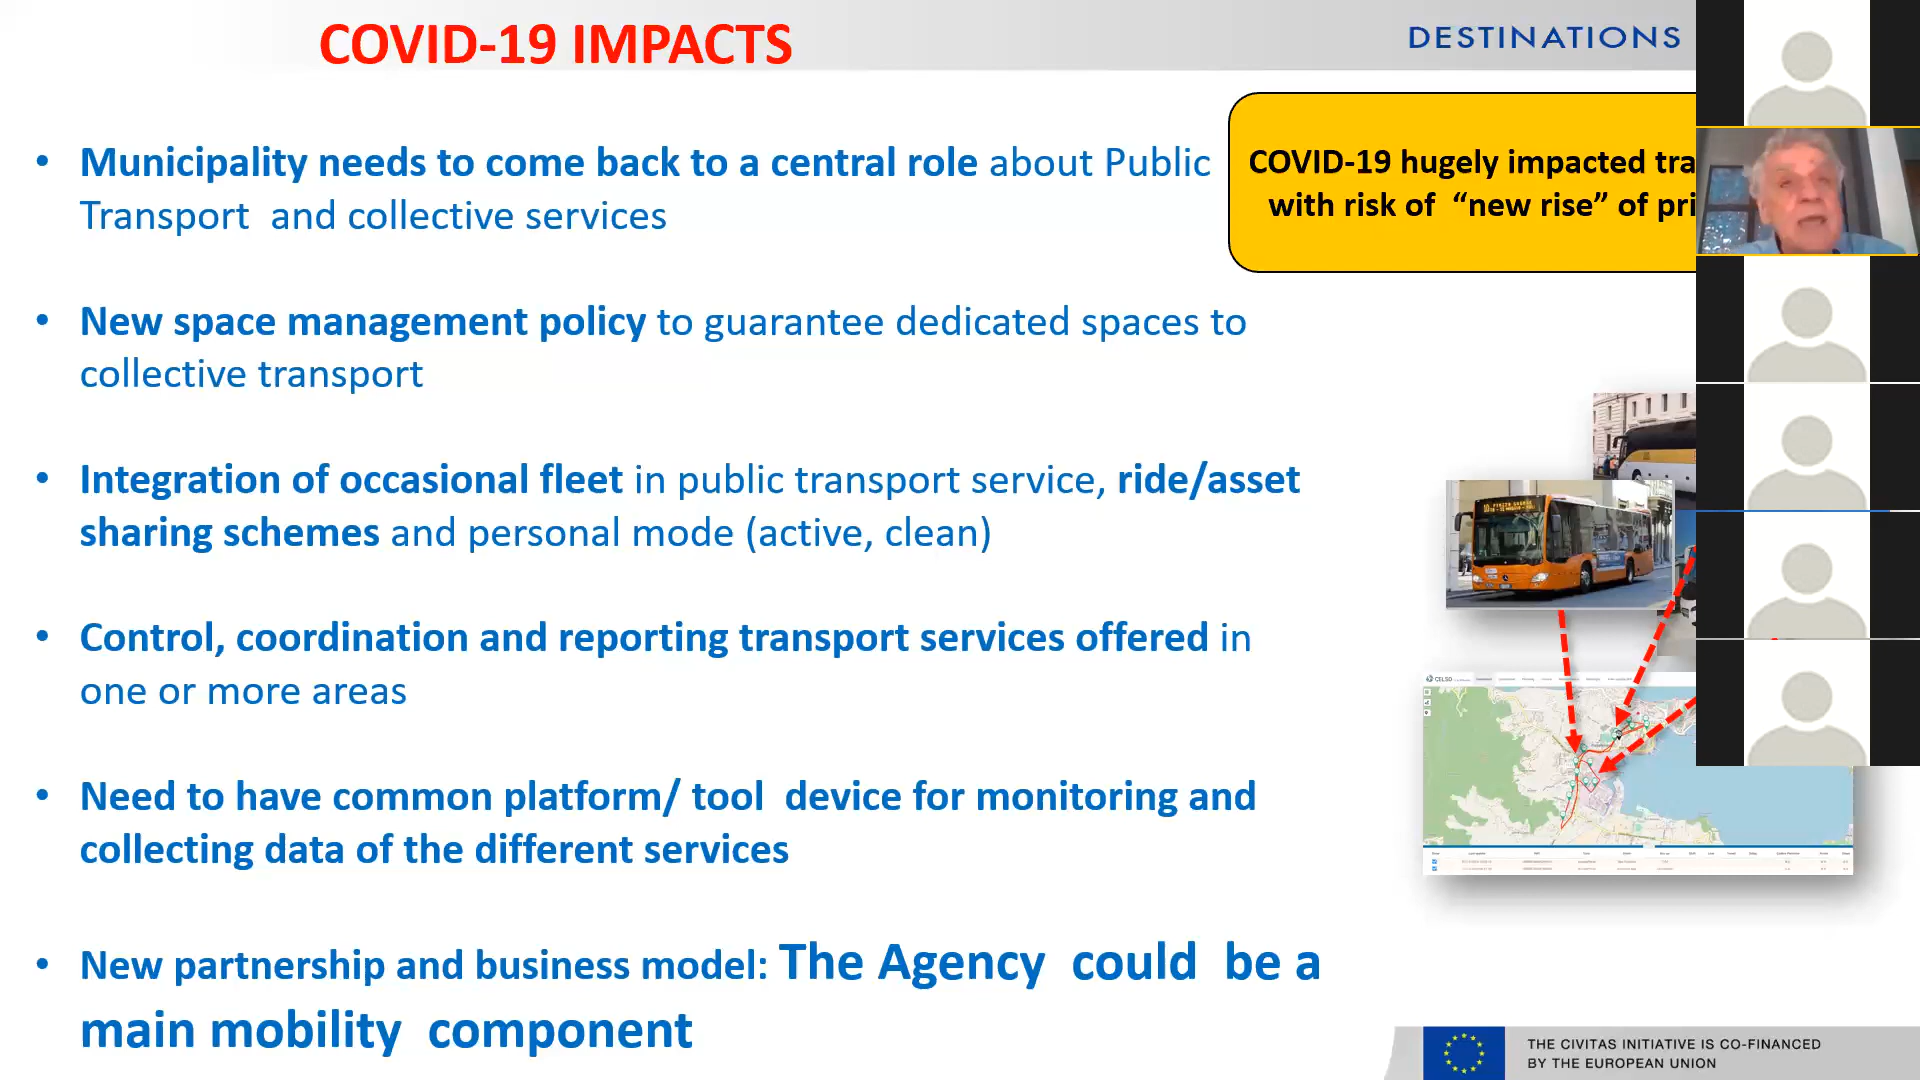 COVID-19 IMPACTS
DESTINATIONS
• Municipality needs to come back to a central role about Public
Transport and collective services
COVID-19 hugely impacted
with risk of “new rise” of
• New space management policy to guarantee dedicated spaces to
collective transport
• Integration of occasional fleet in public transport service, ride/asset
sharing schemes and personal mode (active, clean)
• Control, coordination and reporting transport services offered in
one or more areas
• Need to have common platform/ tool device for monitoring and
collecting data of the different services
• New partnership and business model: The Agency could be a
main mobility component
CELSO
THE CIVITAS INITIATIVE IS CO-FINANCED
BY THE EUROPEAN UNION